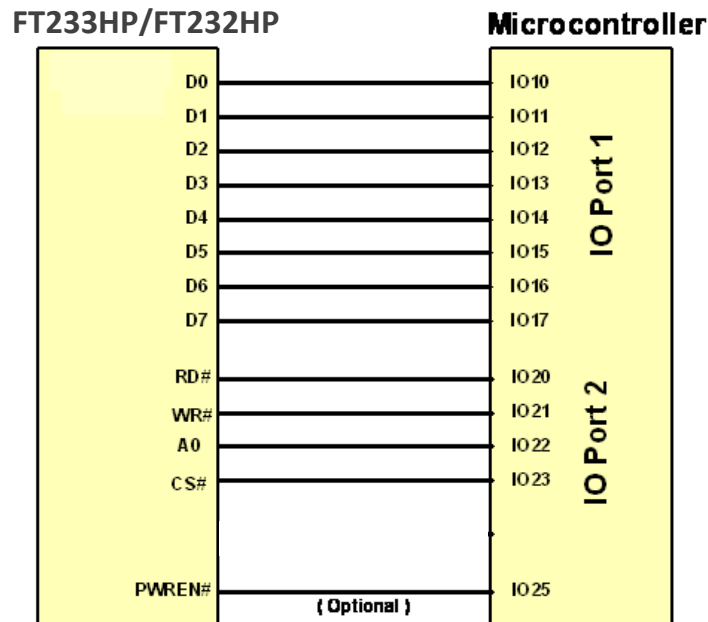 FT233HP/FT232HP
Microcontroller
D0 IO10
D1 IO11
D2 IO12
D3 IO13
D4 IO14
D5 IO15
D6 IO16
D7 IO17
IO Port 1
RD# IO20
WR# IO21
A0 IO22
CS# IO23
IO Port 2
PWREN# IO25
( Optional )